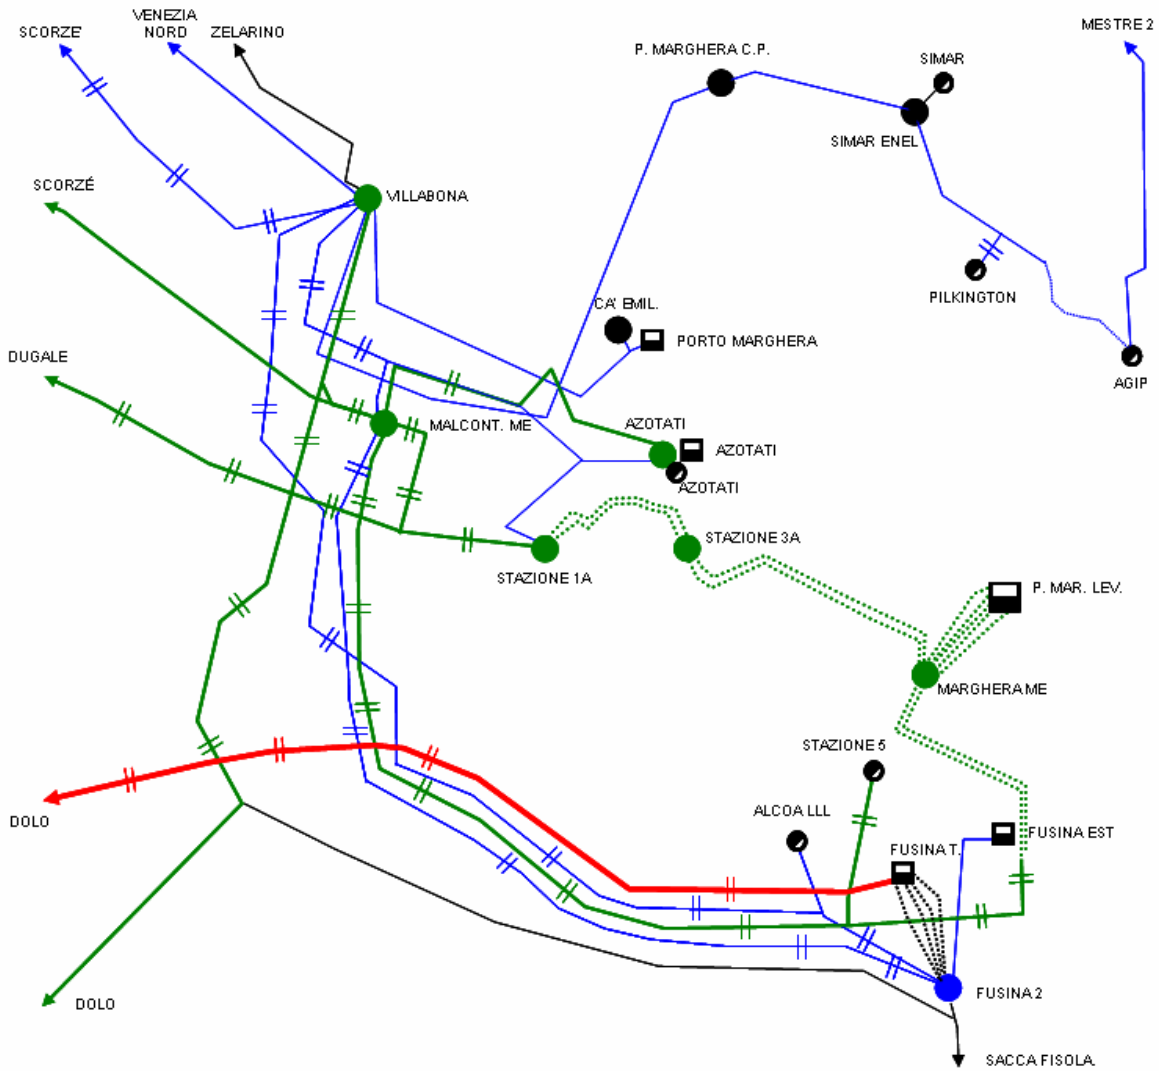 VENEZIA
NORD
SCORZE'
ZELARINO
MESTRE 2
P. MARGHERA C.P.
SIMAR
SIMAR ENEL
SCORZÉ
VILLABONA
PILKINGTON
CA' EMIL.
PORTO MARGHERA
DUGALE
AGIP
MALCONT. ME
AZOTATI
AZOTATI
AZOTATI
STAZIONE 1A
STAZIONE 3A
P. MAR. LEV.
MARGHERA ME
STAZIONE 5
DOLO
ALCOA LLL
FUSINA T.
FUSINA EST
DOLO
FUSINA 2
SACCA FISOLA